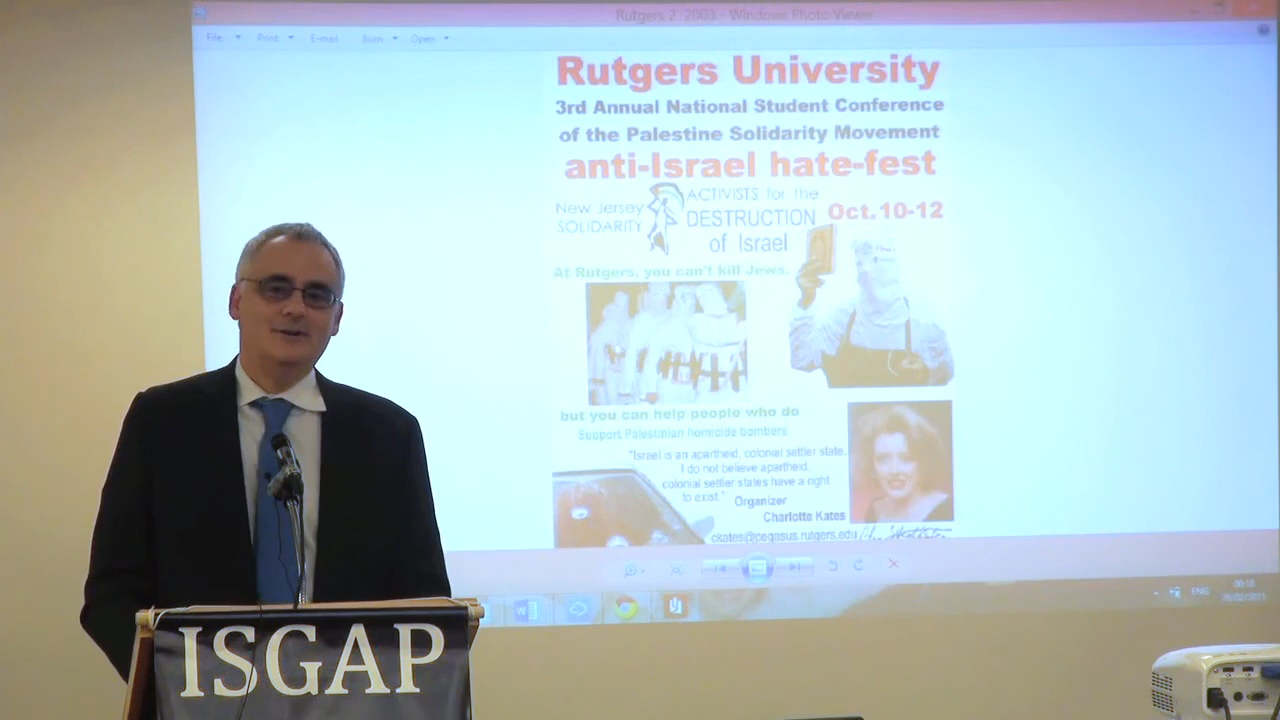 Rutgers 2..2003 - Windows Photo Viewer
File Print E-mail Burn Open
Rutgers University
3rd Annual National Student Conference
of the Palestine Solidarity Movement
anti-Israel hate-fest
New Jersey
SOLIDARITY
ACTIVISTS for the
DESTRUCTION
of Israel
Oct. 10-12
At Rutgers, you can't kill Jews.
but you can help people who do
Support Palestinian homicide bombers
"Israel is an apartheid, colonial settler state.
I do not believe apartheid,
colonial settler states have a right
to exist."
Organizer
Charlotte Kates
ckates@pegasus.rutgers.edu
ENG
ISGAP